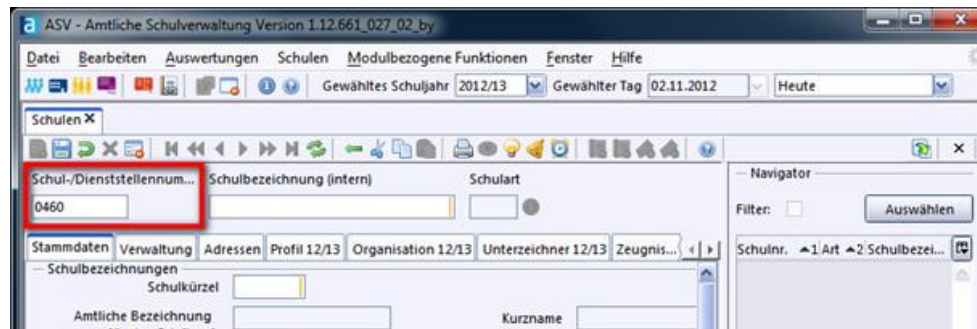 ASV - Amtliche Schulverwaltung Version 1.12.661_027_02_by
Datei Bearbeiten Auswertungen Schulen Modulbezogene Funktionen Fenster Hilfe
Gewähltes Schuljahr 2012/13 Gewählter Tag 02.11.2012 Heute
Schulen X
Schul-/Dienststellennum... Schulbezeichnung (intern) Schulart
0460
Navigator
Filter: Auswählen
Stammdaten Verwaltung Adressen Profil 12/13 Organisation 12/13 Unterzeichner 12/13 Zeugnis...
Schulnr. 1 Art 2 Schulbezei...
Schulbezeichnungen
Schulkürzel
Amtliche Bezeichnung Kurzname